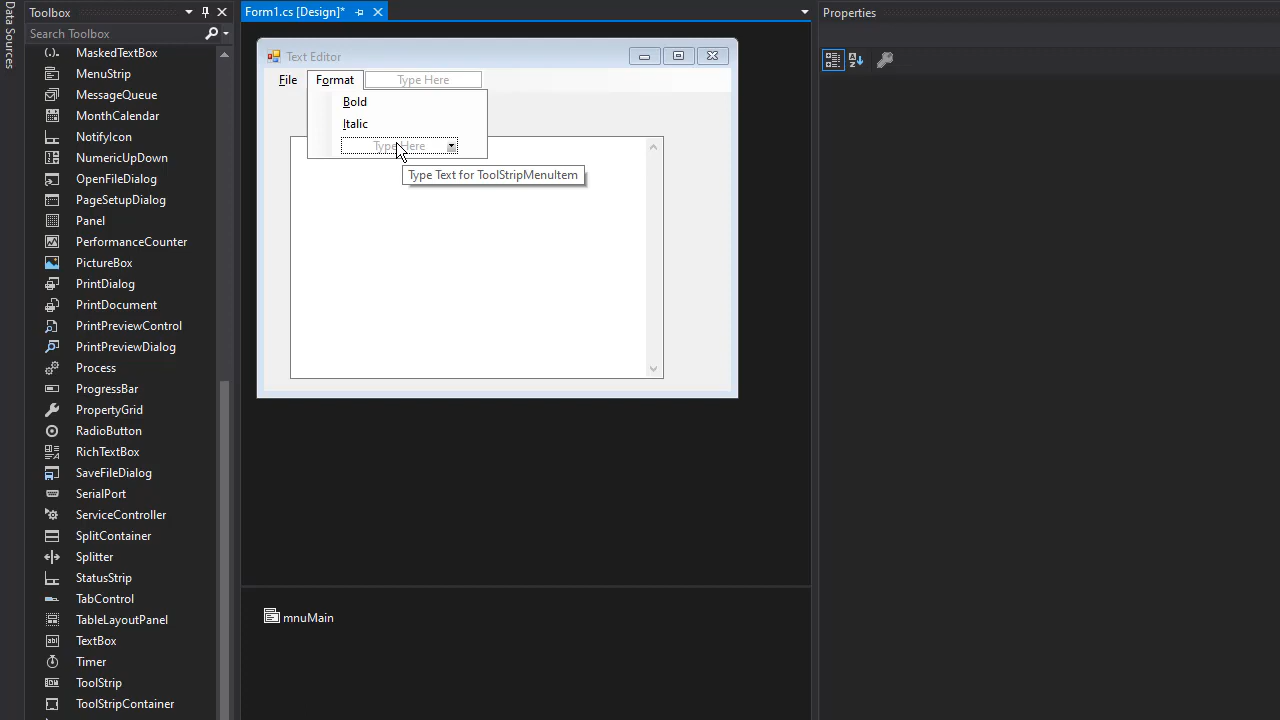 Data Sources
Toolbox
Search Toolbox
MaskedTextBox
MenuStrip
MessageQueue
MonthCalendar
NotifyIcon
NumericUpDown
OpenFileDialog
PageSetupDialog
Panel
PerformanceCounter
PictureBox
PrintDialog
PrintDocument
PrintPreviewControl
PrintPreviewDialog
Process
ProgressBar
PropertyGrid
RadioButton
RichTextBox
SaveFileDialog
SerialPort
ServiceController
SplitContainer
Splitter
StatusStrip
TabControl
TableLayoutPanel
TextBox
Timer
ToolStrip
ToolStripContainer
Form1.cs [Design]*
Text Editor
File Format Type Here
Bold
Italic
Type Here
Type Text for ToolStripMenuItem
mnuMain
Properties